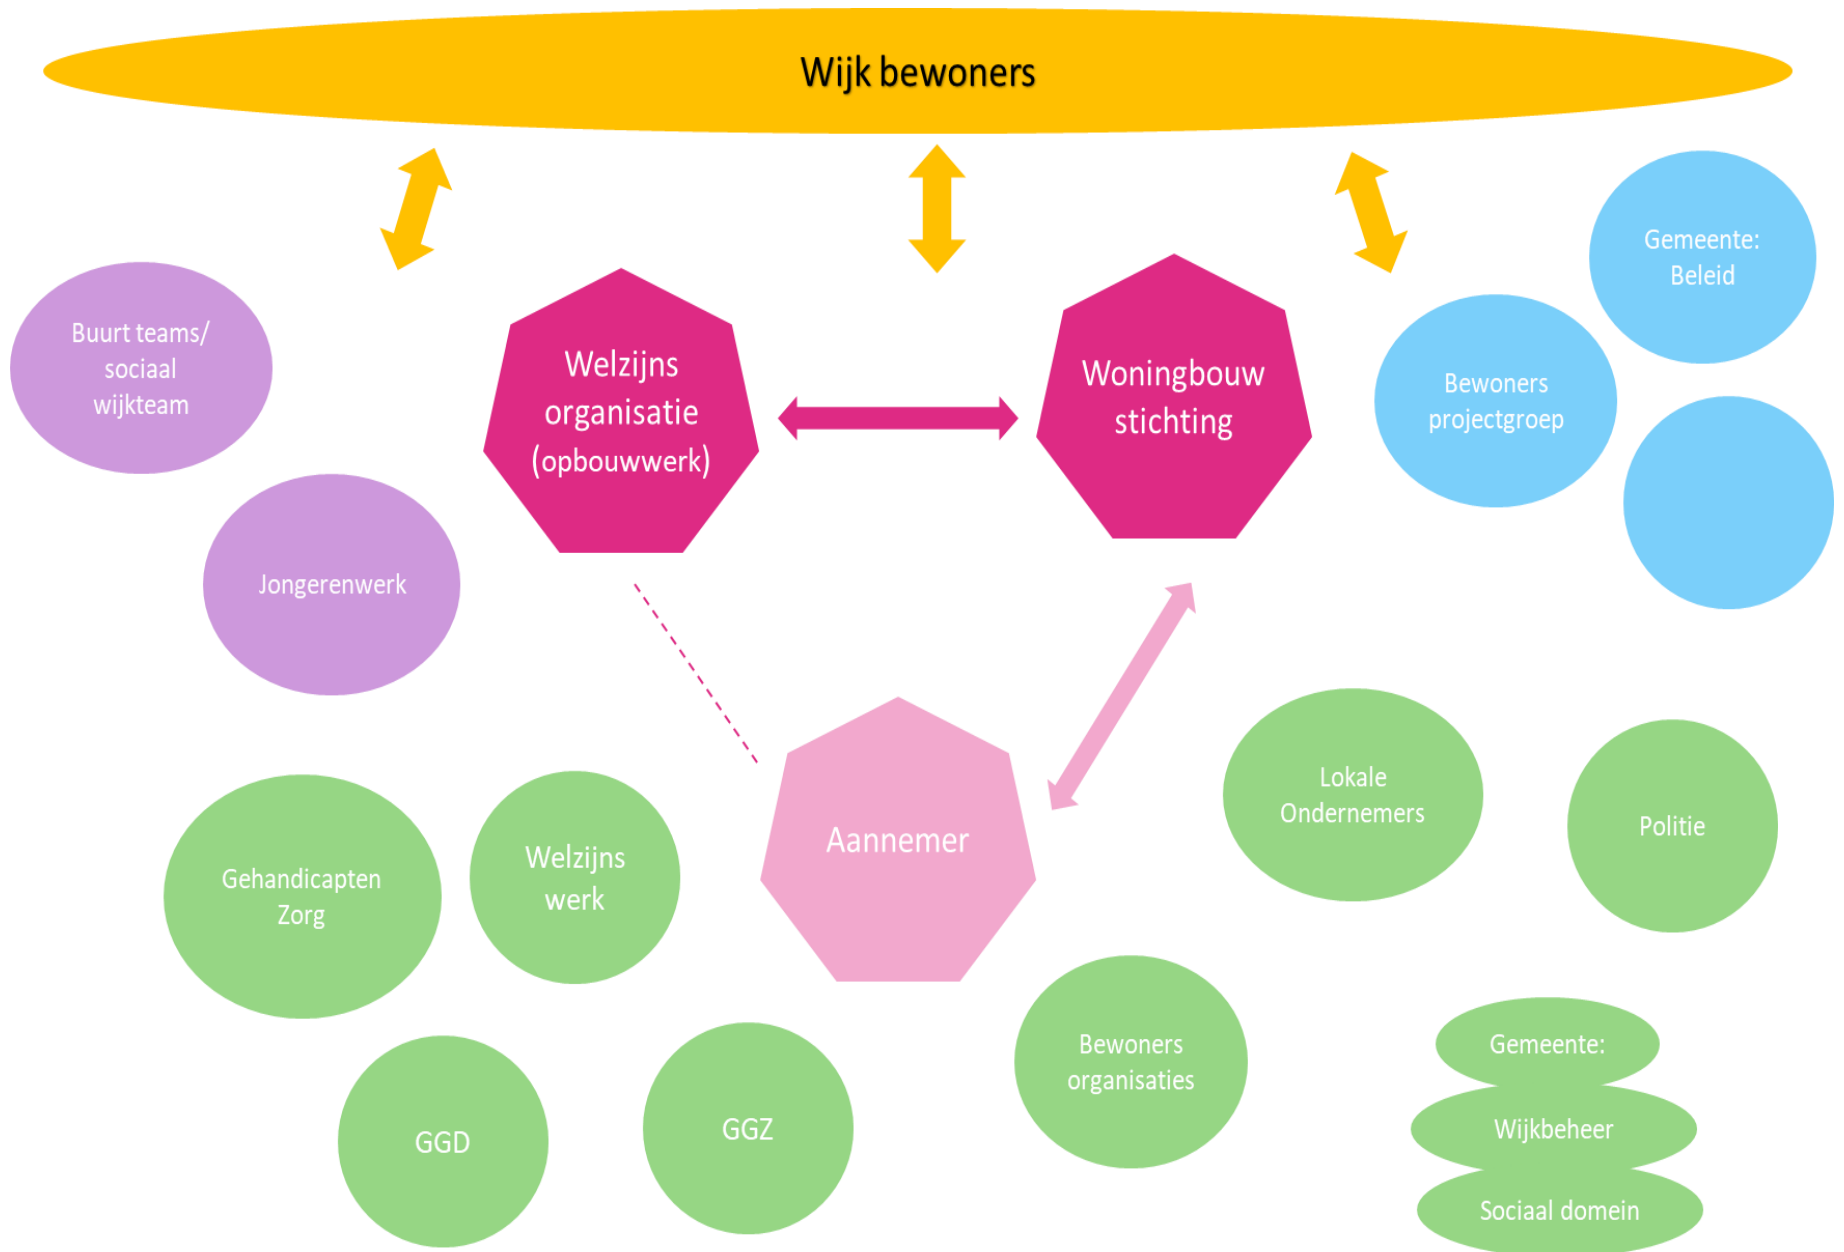 Wijk bewoners
Gemeente:
Beleid
Buurt teams/
sociaal
wijkteam
Welzijns
organisatie
(opbouwwerk)
Woningbouw
stichting
Bewoners
projectgroep
Jongerenwerk
Aannemer
Lokale
Ondernemers
Politie
Gehandicapten
Zorg
Welzijns
werk
GGD
GGZ
Bewoners
organisaties
Gemeente:
Wijkbeheer
Sociaal domein